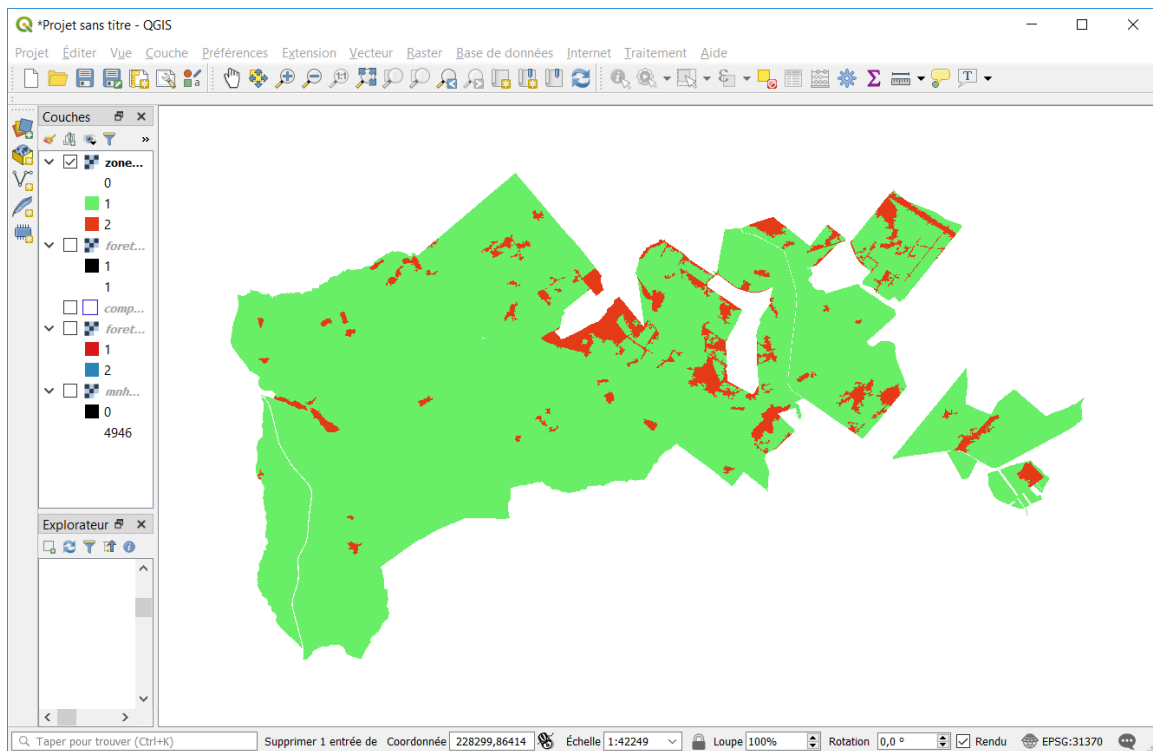 *Projet sans titre - QGIS
Projet Éditer Vue Couche Préférences Extension Vecteur Raster Base de données Internet Traitement Aide
Couches
zone...
0
1
2
foret...
1
1
comp...
foret...
1
2
mnh...
0
4946
Explorateur
Taper pour trouver (Ctrl+K) Supprimer 1 entrée de Coordonnée 228299,86414 Échelle 1:42249 Loupe 100% Rotation 0,0 ° Rendu EPSG:31370